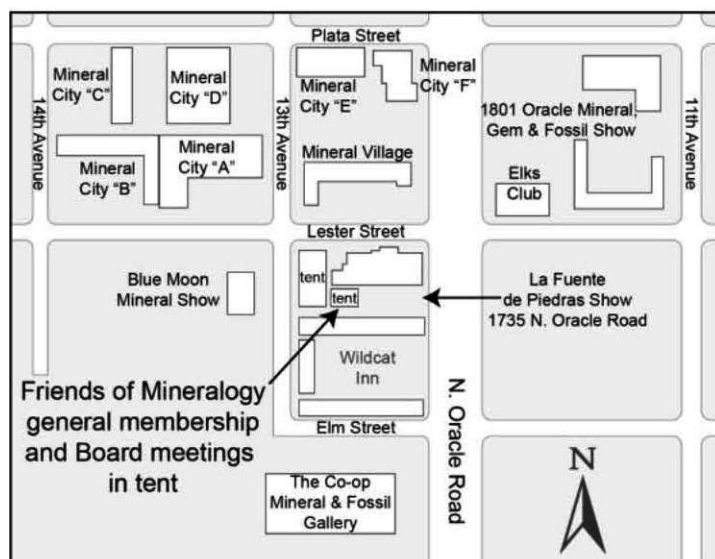 Plata Street
14th Avenue
Mineral
City "C"
Mineral
City "D"
13th Avenue
Mineral
City "E"
Mineral
City "F"
1801 Oracle Mineral,
Gem & Fossil Show
11th Avenue
Mineral
City "B"
Mineral
City "A"
Mineral Village
Elks
Club
Lester Street
Blue Moon
Mineral Show
tent
tent
La Fuente
de Piedras Show
1735 N. Oracle Road
Wildcat
Inn
Friends of Mineralogy
general membership
and Board meetings
in tent
Elm Street
N. Oracle Road
N
The Co-op
Mineral & Fossil
Gallery